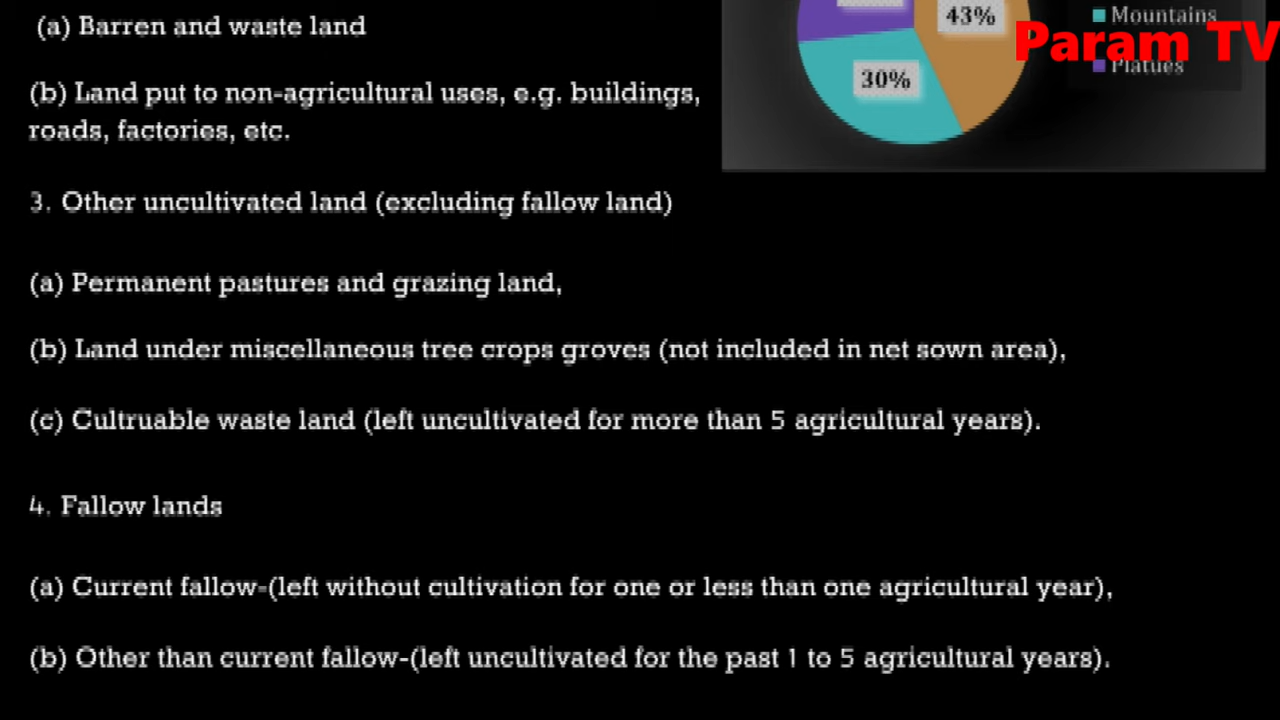 (a) Barren and waste land
(b) Land put to non-agricultural uses, e.g. buildings,
roads, factories, etc.
43%
30%
Mountains
Param TV
Platues
3. Other uncultivated land (excluding fallow land)
(a) Permanent pastures and grazing land,
(b) Land under miscellaneous tree crops groves (not included in net sown area),
(c) Cultruable waste land (left uncultivated for more than 5 agricultural years).
4. Fallow lands
(a) Current fallow-(left without cultivation for one or less than one agricultural year),
(b) Other than current fallow-(left uncultivated for the past 1 to 5 agricultural years).